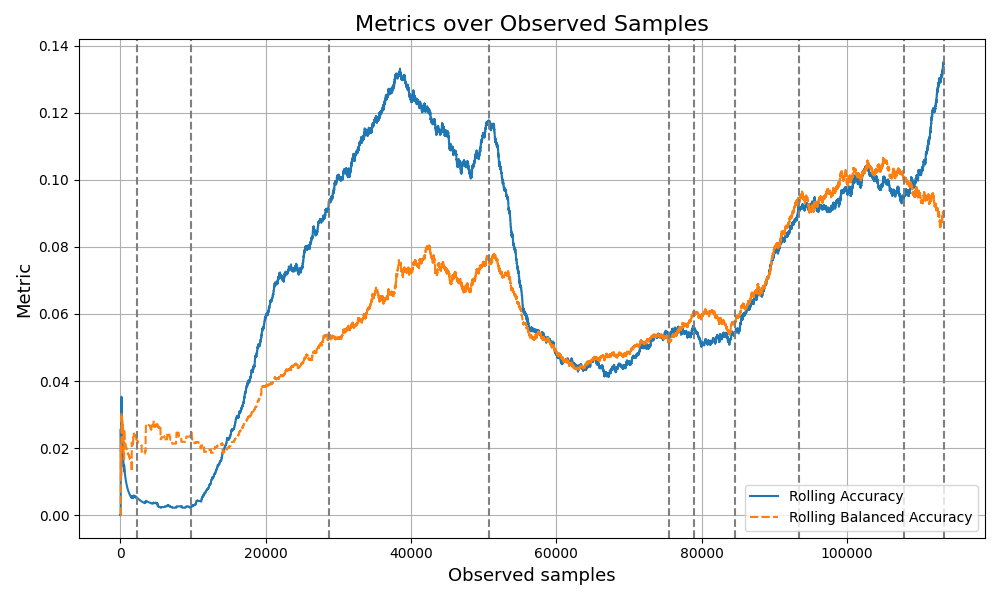 Metrics over Observed Samples
0.14
0.12
0.10
0.08
0.06
0.04
0.02
0.00
Metric
0
20000
40000
60000
80000
100000
Observed samples
Rolling Accuracy
Rolling Balanced Accuracy